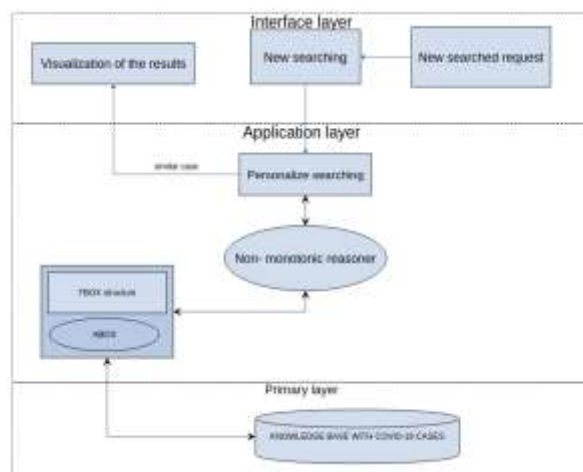 Interface layer
Visualization of the results
New searching
New searched request
Application layer
similar case
Personalize searching
Non- monotonic reasoner
TBOX structure
ABOX
Primary layer
KNOWLEDGE BASE WITH COVID-19 CASES